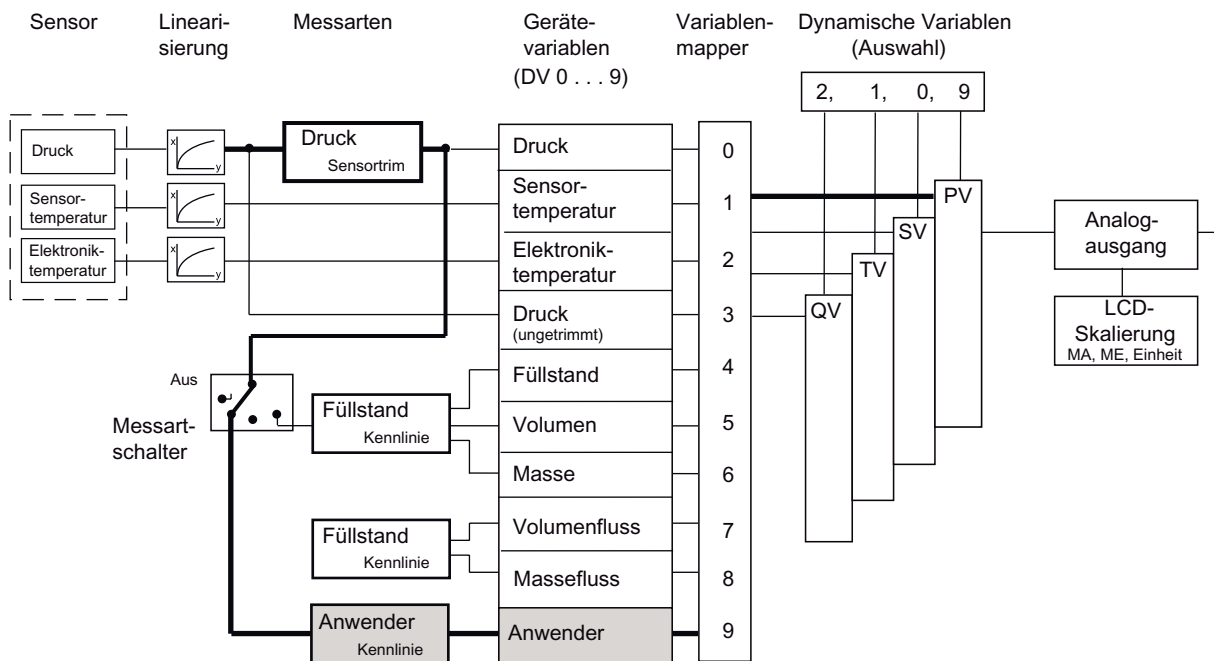 Sensor
Lineari-
sierung
Messarten
Geräte-
variablen
(DV 0 . . . 9)
Variablen-
mapper
Dynamische Variablen
(Auswahl)
2, 1, 0, 9
Druck
Sensor-
temperatur
Elektronik-
temperatur
x
y
x
y
x
y
Druck
Sensortrim
Druck
Sensor-
temperatur
Elektronik-
temperatur
Druck
(ungetrimmt)
Füllstand
Volumen
Masse
Volumenfluss
Massefluss
Anwender
0
1
2
3
4
5
6
7
8
9
PV
SV
TV
QV
Analog-
ausgang
LCD-
Skalierung
MA, ME, Einheit
Aus
Messart-
schalter
Füllstand
Kennlinie
Füllstand
Kennlinie
Anwender
Kennlinie